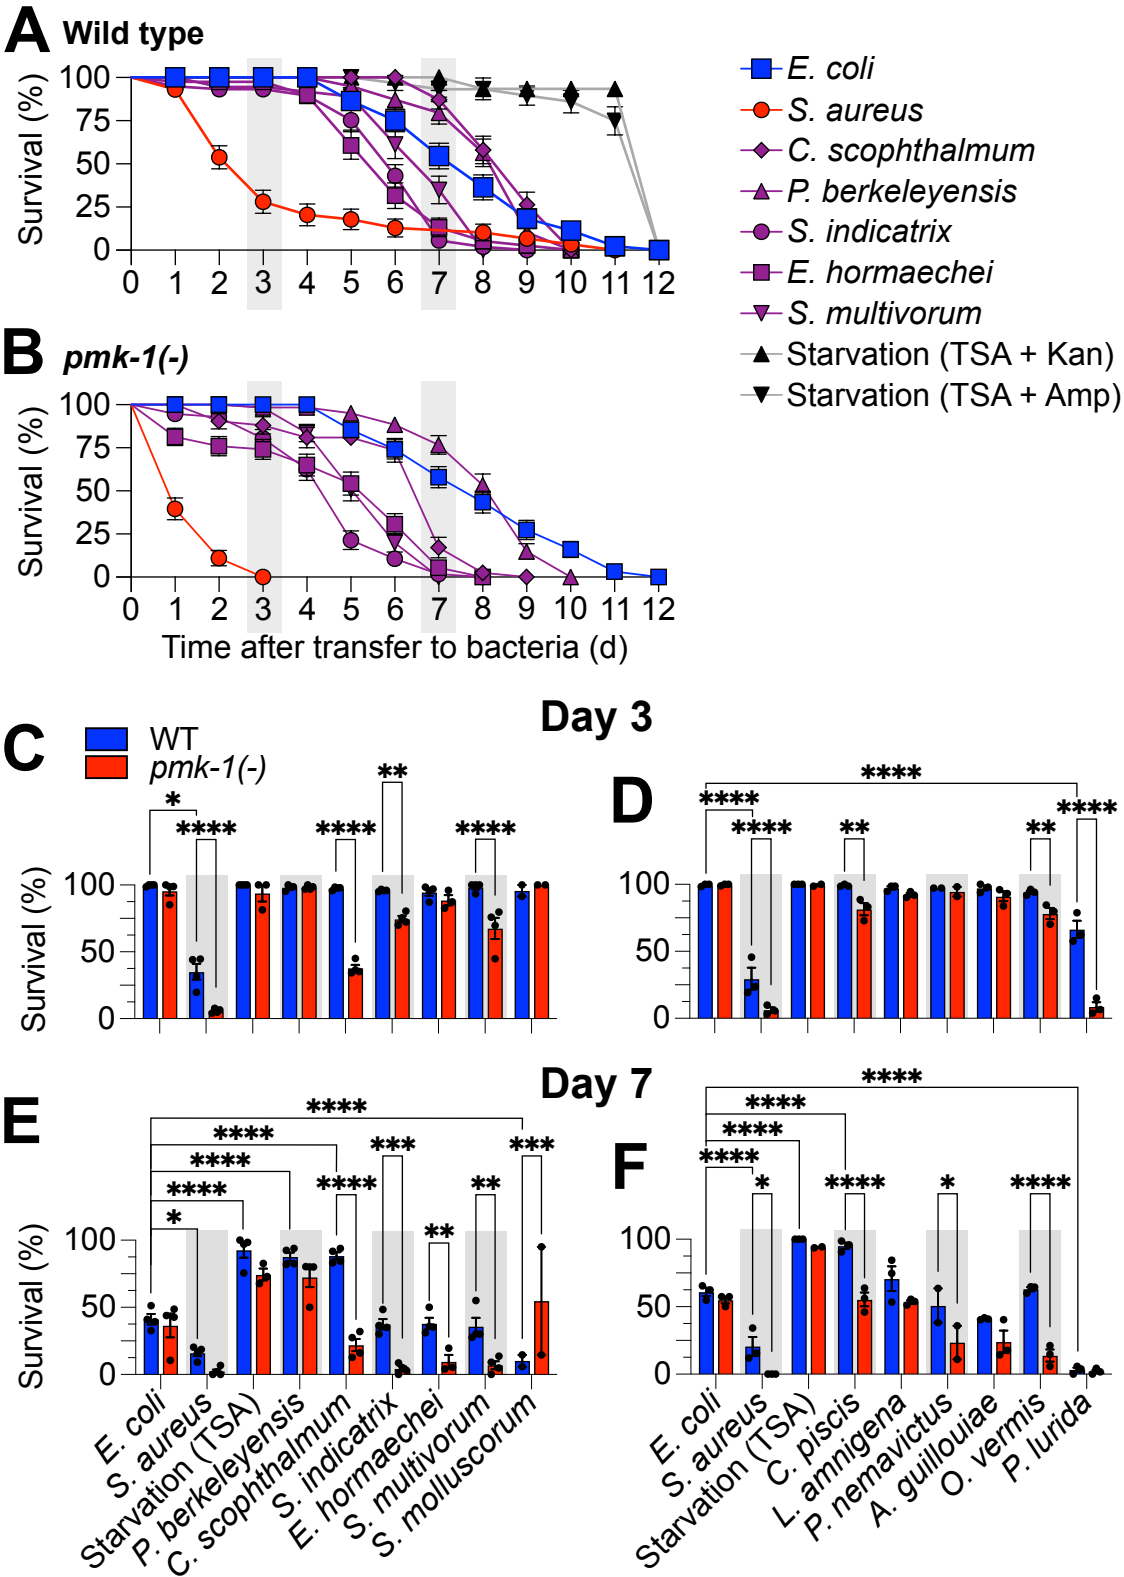 A Wild type
Survival (%)
100
75
50
25
0
0 1 2 3 4 5 6 7 8 9 10 11 12
E. coli
S. aureus
C. scophthalmum
P. berkeleyensis
S. indicatrix
E. hormaechei
S. multivorum
Starvation (TSA + Kan)
Starvation (TSA + Amp)
B pmk-1(-)
Survival (%)
100
75
50
25
0
0 1 2 3 4 5 6 7 8 9 10 11 12
Time after transfer to bacteria (d)
Day 3
C
WT
pmk-1(-)
* **** **** ** ****
Survival (%)
100
50
0
D
****
**** **** ** ** ****
100
50
0
Day 7
E
****
**** *** ***
**** **** **
****
* **
Survival (%)
100
50
0
E. coli
S. aureus
Starvation (TSA)
P. berkeleyensis
C. scophthalmum
S. indicatrix
E. hormaechei
S. multivorum
S. molluscorum
F
****
****
****
**** * **** * ****
100
50
0
E. coli
S. aureus
Starvation (TSA)
C. piscis
L. amnigena
P. nemavictus
A. guillouiae
O. vermis
P. lurida